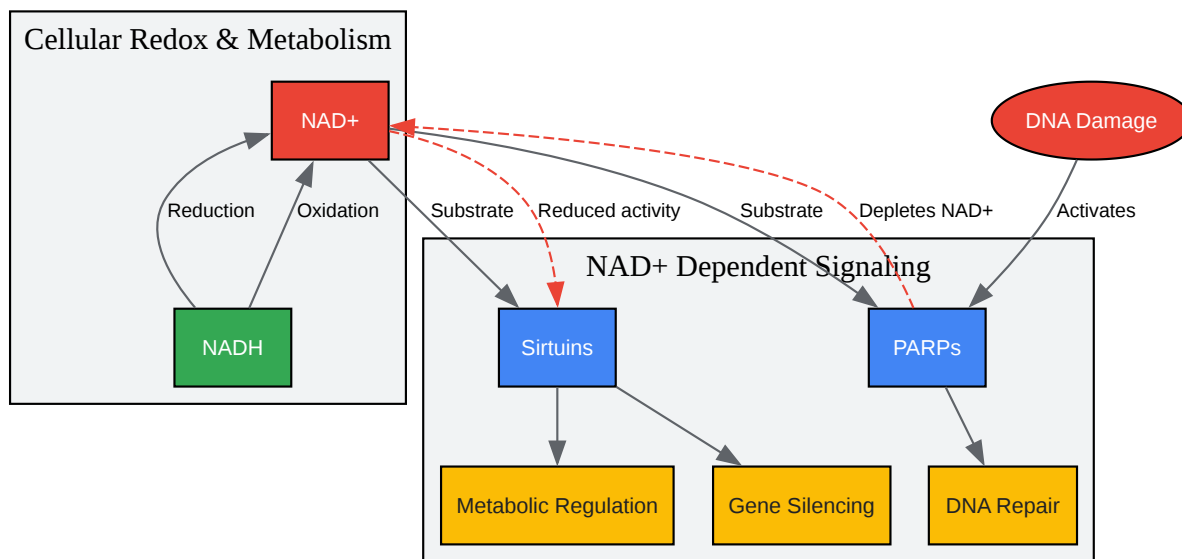 Cellular Redox & Metabolism
NAD+
DNA Damage
Reduction
Oxidation
Substrate
Reduced activity
Substrate
Depletes NAD+
Activates
NAD+ Dependent Signaling
NADH
Sirtuins
PARPs
Metabolic Regulation
Gene Silencing
DNA Repair